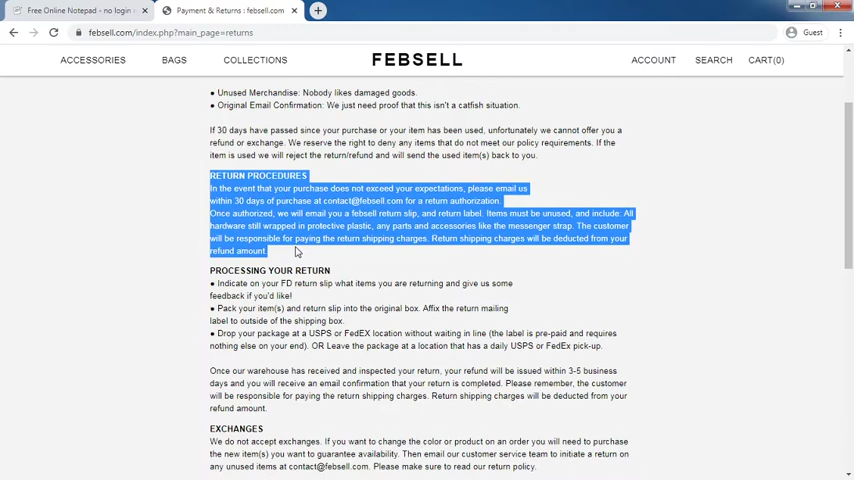 Free Online Notepad - no login
Payment & Returns : febsell.com
febsell.com/index.php?main_page=returns
Guest
ACCESSORIES BAGS COLLECTIONS FEBSELL ACCOUNT SEARCH CART(0)
● Unused Merchandise: Nobody likes damaged goods.
● Original Email Confirmation: We just need proof that this isn't a catfish situation.
If 30 days have passed since your purchase or your item has been used, unfortunately we cannot offer you a
refund or exchange. We reserve the right to deny any items that do not meet our policy requirements. If the
item is used we will reject the return/refund and will send the used item(s) back to you.
RETURN PROCEDURES
In the event that your purchase does not exceed your expectations, please email us
within 30 days of purchase at contact@febsell.com for a return authorization.
Once authorized, we will email you a febsell return slip, and return label. Items must be unused, and include: All
hardware still wrapped in protective plastic, any parts and accessories like the messenger strap. The customer
will be responsible for paying the return shipping charges. Return shipping charges will be deducted from your
refund amount.
PROCESSING YOUR RETURN
● Indicate on your FD return slip what items you are returning and give us some
feedback if you'd like!
● Pack your item(s) and return slip into the original box. Affix the return mailing
label to outside of the shipping box.
● Drop your package at a USPS or FedEX location without waiting in line (the label is pre-paid and requires
nothing else on your end). OR Leave the package at a location that has a daily USPS or FedEx pick-up.
Once our warehouse has received and inspected your return, your refund will be issued within 3-5 business
days and you will receive an email confirmation that your return is completed. Please remember, the customer
will be responsible for paying the return shipping charges. Return shipping charges will be deducted from your
refund amount.
EXCHANGES
We do not accept exchanges. If you want to change the color or product on an order you will need to purchase
the new item(s) you want to guarantee availability. Then email our customer service team to initiate a return on
any unused items at contact@febsell.com. Please make sure to read our return policy.